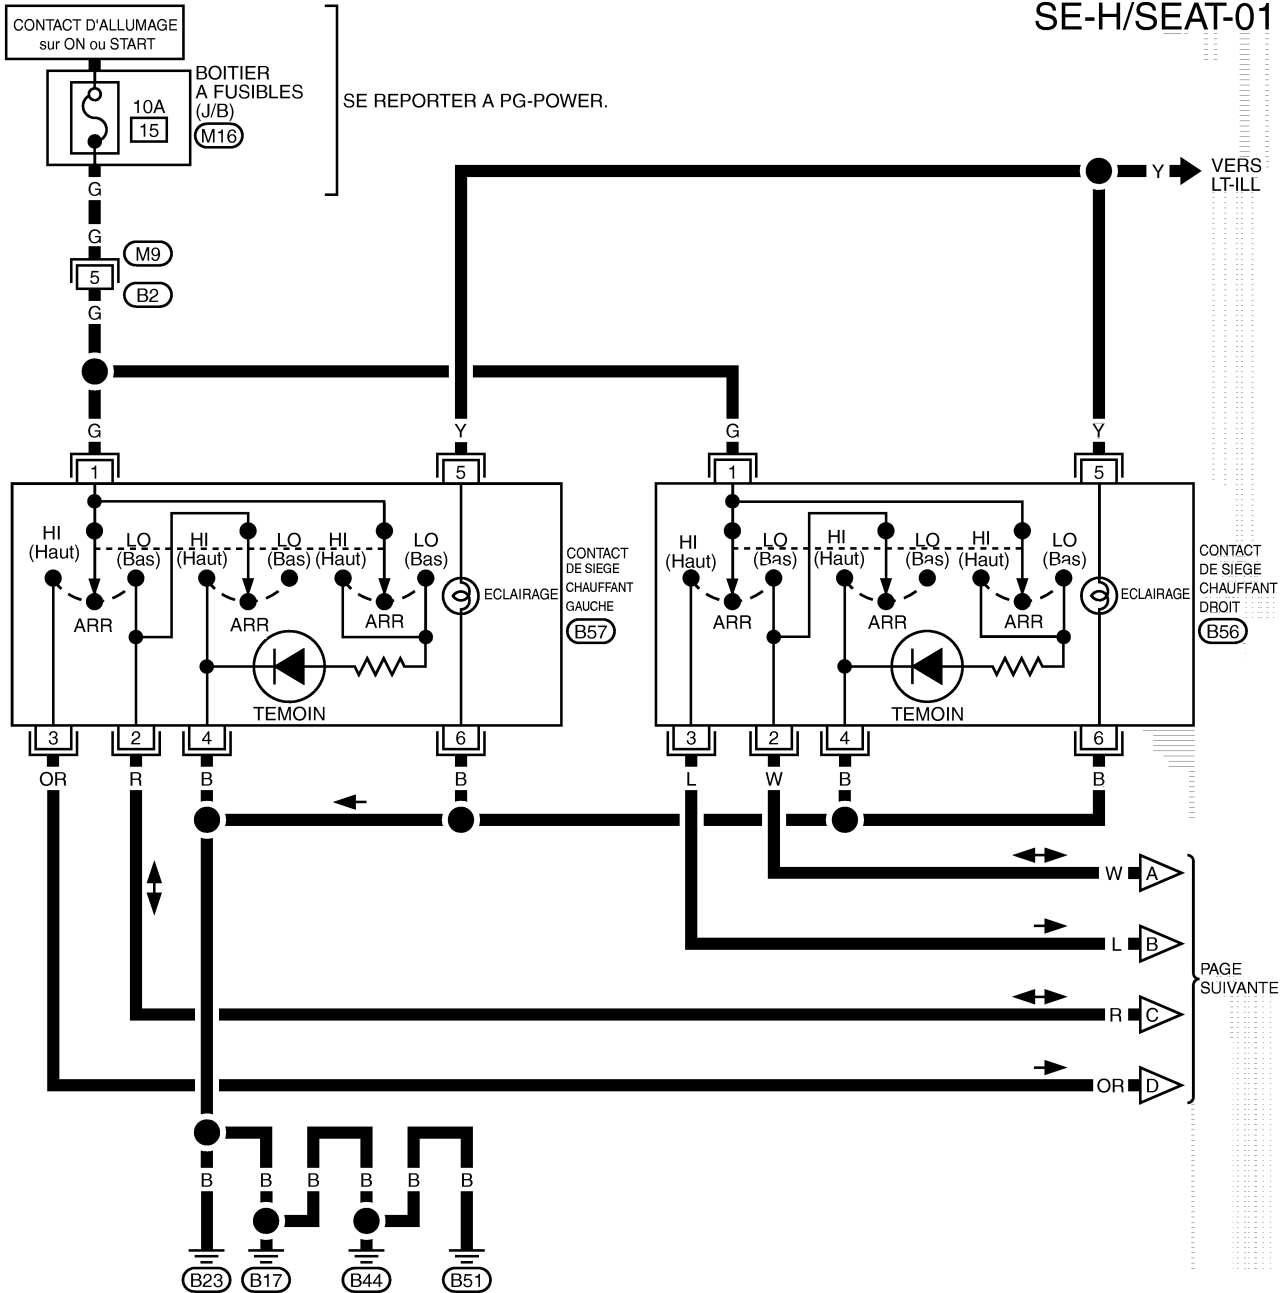 SE-H/SEAT-01
CONTACT D'ALLUMAGE
sur ON ou START
BOITIER
A FUSIBLES
(J/B)
M16
10A
15
SE REPORTER A PG-POWER.
G
G
M9
5
B2
G
Y
VERS
LT-ILL
G
Y
G
Y
1
5
1
5
HI
(Haut)
LO
(Bas)
HI
(Haut)
LO
(Bas)
HI
(Haut)
LO
(Bas)
ARR
ARR
ARR
ECLAIRAGE
TEMOIN
CONTACT
DE SIEGE
CHAUFFANT
GAUCHE
B57
HI
(Haut)
LO
(Bas)
HI
(Haut)
LO
(Bas)
HI
(Haut)
LO
(Bas)
ARR
ARR
ARR
ECLAIRAGE
TEMOIN
CONTACT
DE SIEGE
CHAUFFANT
DROIT
B56
3
2
4
6
3
2
4
6
OR
R
B
B
L
W
B
B
W
A
L
B
R
C
OR
D
PAGE
SUIVANTE
B
B
B
B
B
B
B23
B17
B44
B51